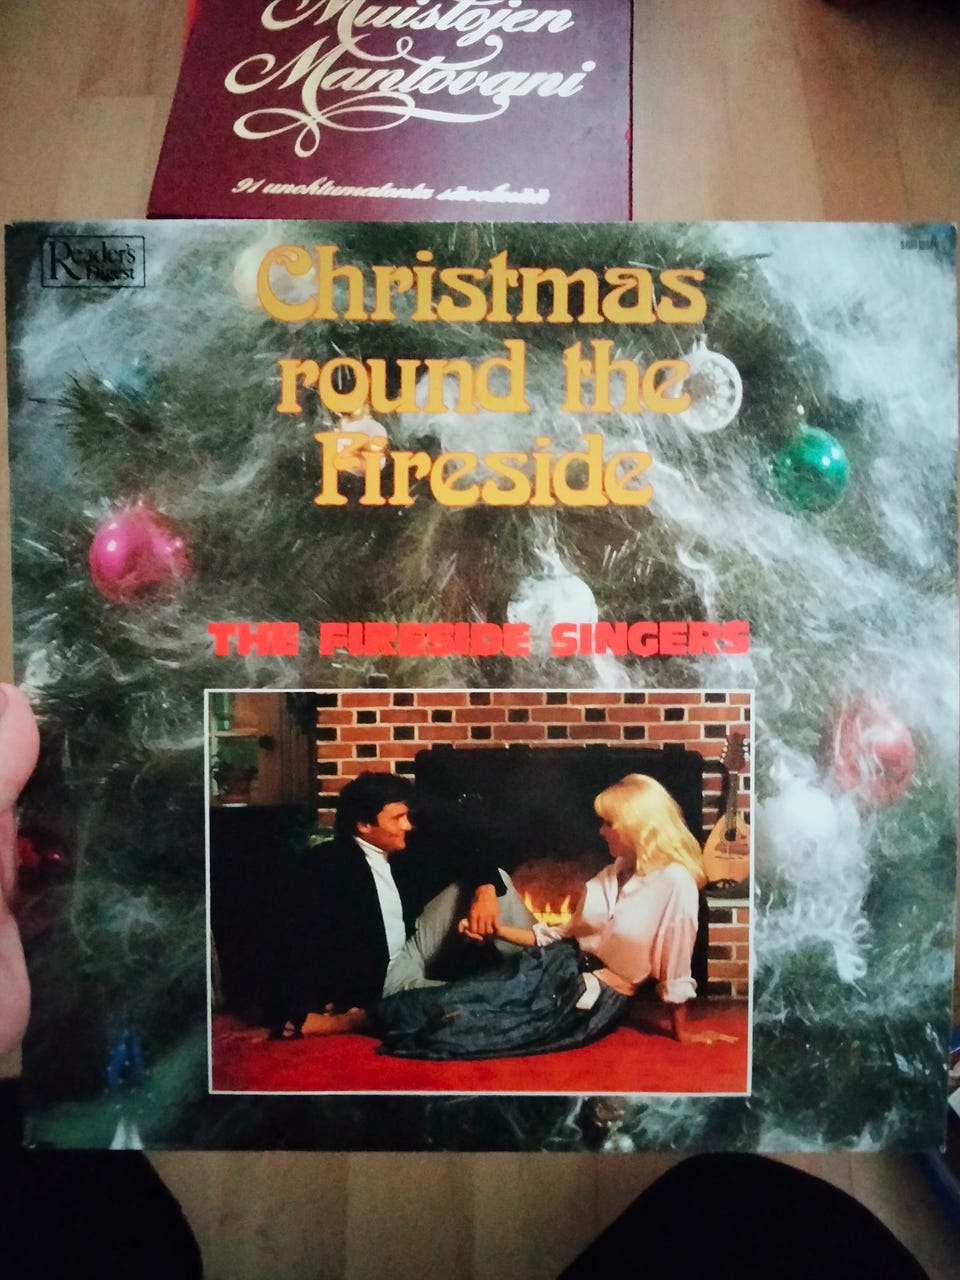 Muistojen
Mantovani
91 unohtumatonta sävelmää
Reader's
Digest
Christmas
round the
Fireside
THE FIRESIDE SINGERS